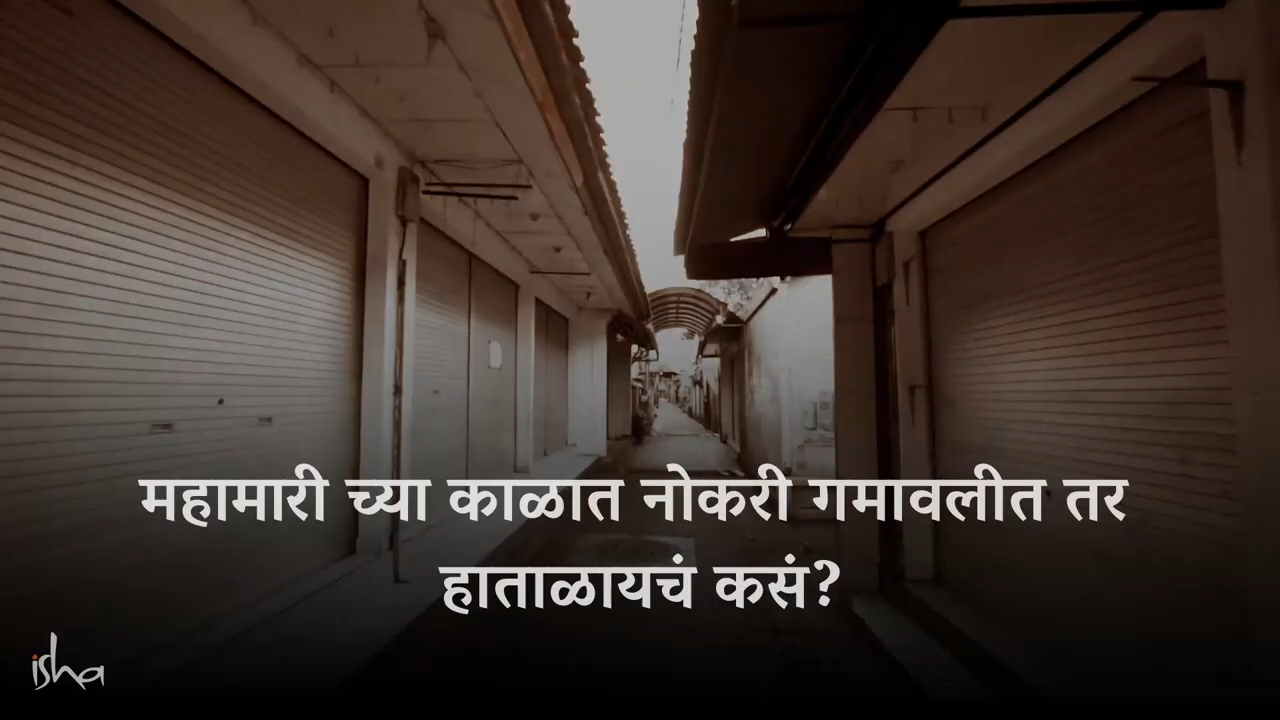 महामारी च्या काळात नोकरी गमावलीत तर
हाताळायचं कसं?
isha